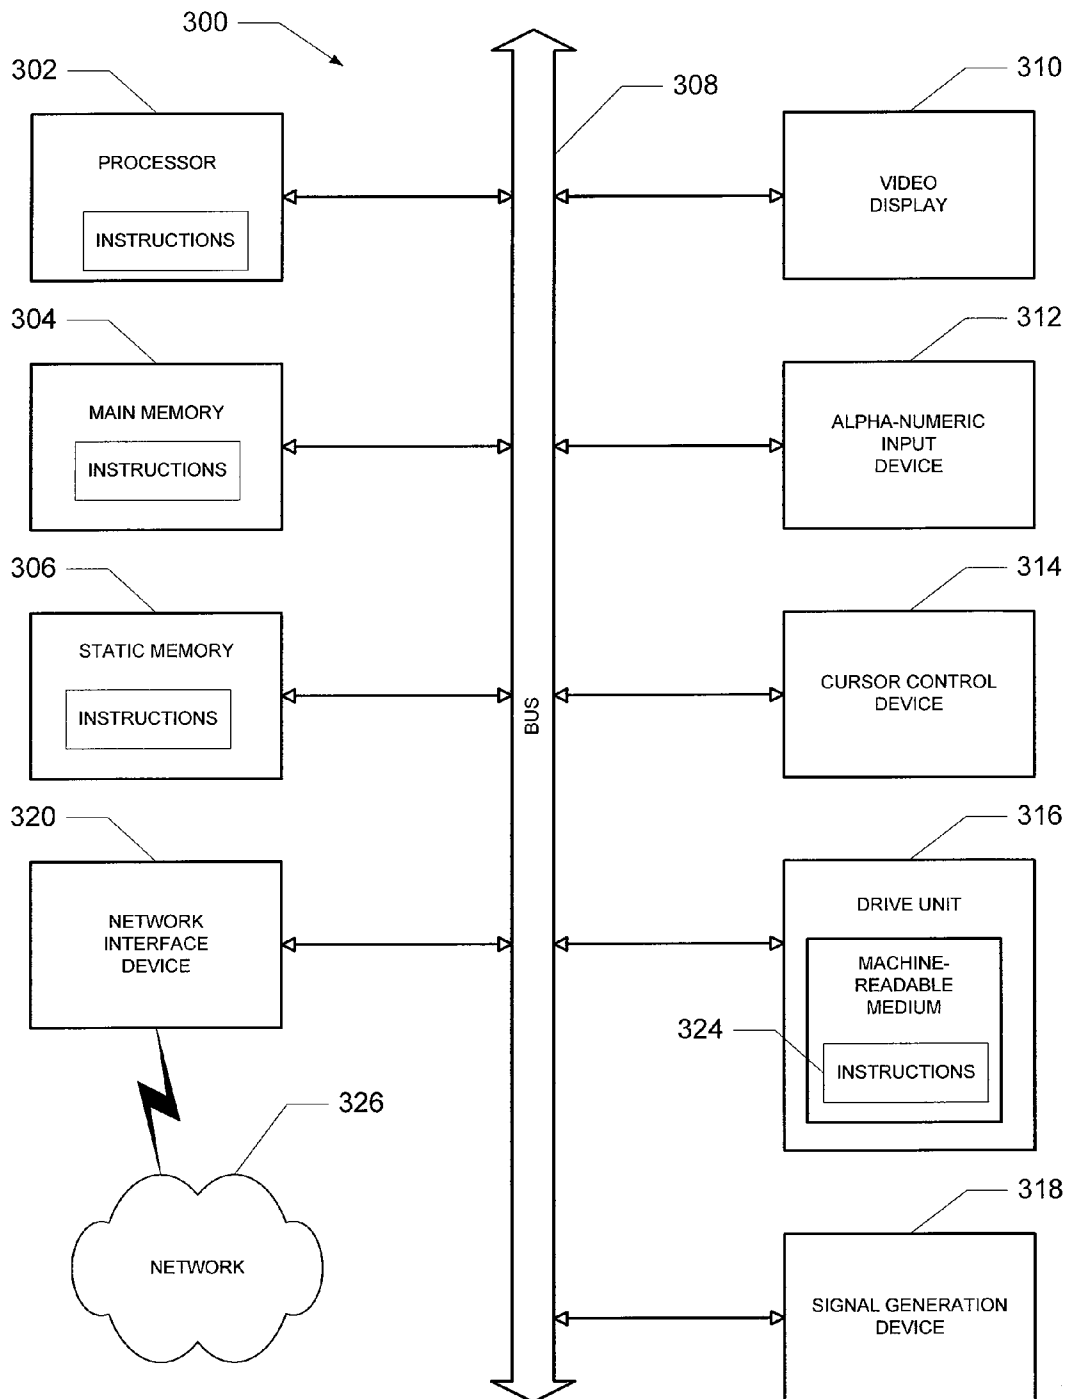 300
302
308
310
PROCESSOR
INSTRUCTIONS
VIDEO
DISPLAY
304
312
MAIN MEMORY
INSTRUCTIONS
ALPHA-NUMERIC
INPUT
DEVICE
306
314
STATIC MEMORY
INSTRUCTIONS
BUS
CURSOR CONTROL
DEVICE
320
316
NETWORK
INTERFACE
DEVICE
DRIVE UNIT
MACHINE-
READABLE
MEDIUM
324
INSTRUCTIONS
326
NETWORK
318
SIGNAL GENERATION
DEVICE